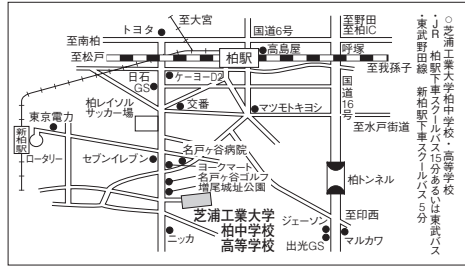 ○芝浦工業大学柏中学校・高等学校
・JR 柏駅下車スクールバス15分あるいは東武バス
・東武野田線 新柏駅下車スクールバス5分
至大宮
トヨタ
国道6号
至野田
至柏IC
至南柏
至松戸
柏駅
高島屋
呼塚
至我孫子
日石
GS
ケーヨーD2
国道16号
柏レイソル
サッカー場
交番
マツモトキヨシ
東京電力
至水戸街道
新柏駅
ロータリー
名戸ヶ谷病院
セブンイレブン
ヨークマート
名戸ヶ谷ゴルフ
増尾城址公園
柏トンネル
芝浦工業大学
柏中学校
高等学校
至印西
ジェーソン
ニッカ
出光GS
マルカワ